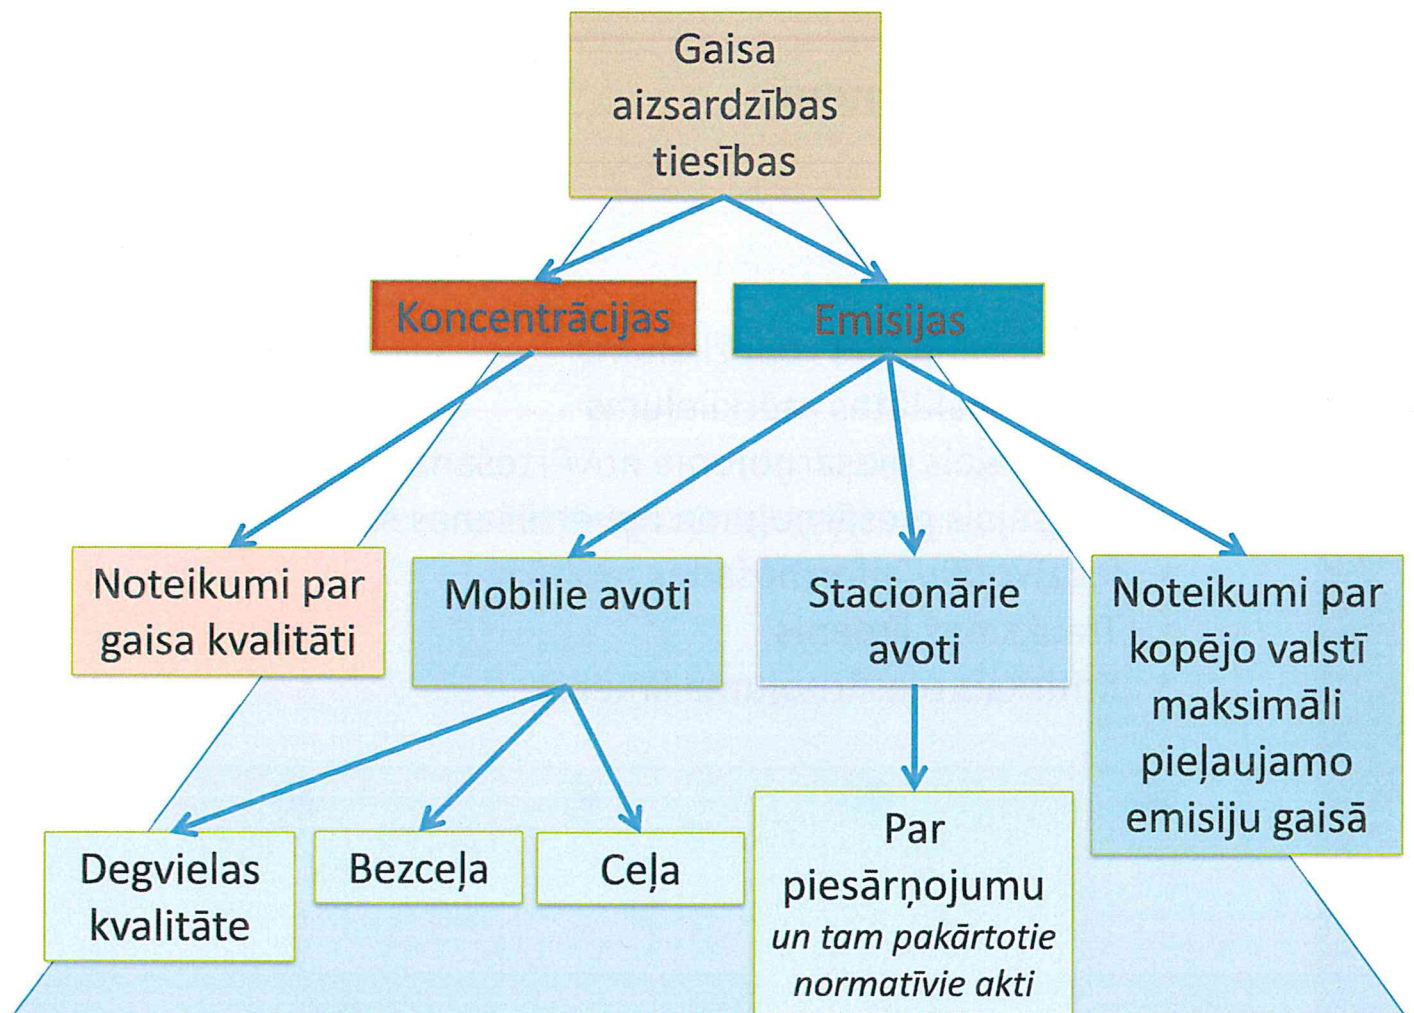 Gaisa
aizsardzības
tiesības
Koncentrācijas
Emisijas
Noteikumi par
gaisa kvalitāti
Mobilie avoti
Stacionārie
avoti
Noteikumi par
kopējo valstī
maksimāli
pieļaujamo
emisiju gaisā
Degvielas
kvalitāte
Bezceļa
Ceļa
Par
piesārņojumu
un tam pakārtotie
normatīvie akti